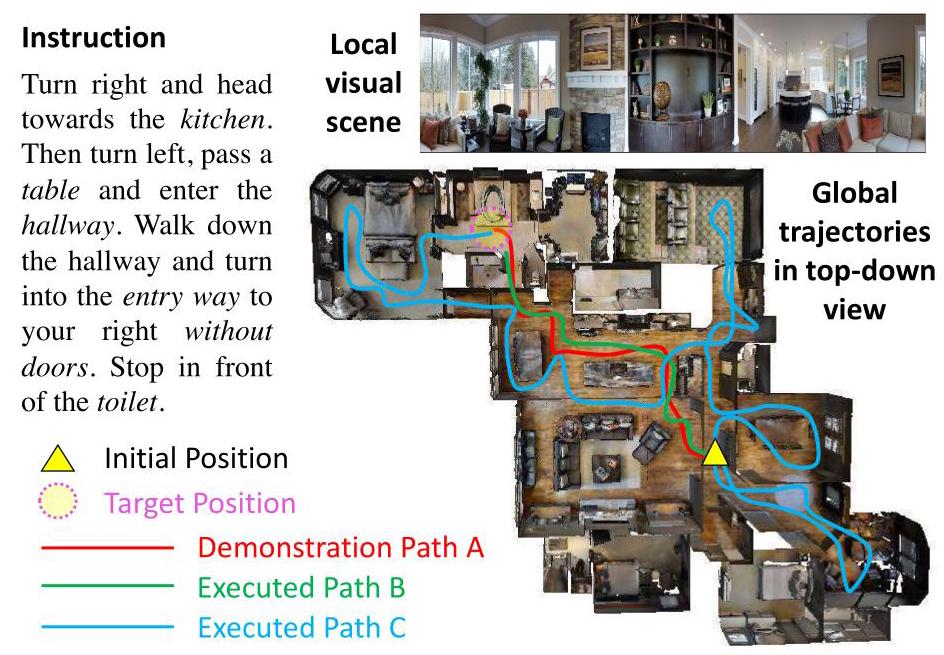 Instruction
Turn right and head
towards the kitchen.
Then turn left, pass a
table and enter the
hallway. Walk down
the hallway and turn
into the entry way to
your right without
doors. Stop in front
of the toilet.
Initial Position
Target Position
Demonstration Path A
Executed Path B
Executed Path C
Local
visual
scene
Global
trajectories
in top-down
view